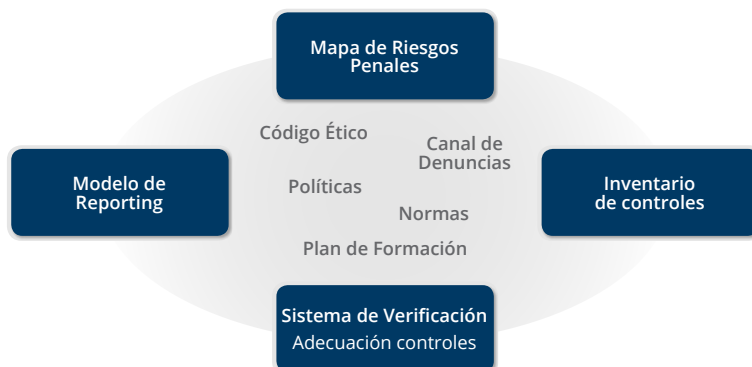 Mapa de Riesgos
Penales
Código Ético
Canal de
Denuncias
Modelo de
Reporting
Políticas
Inventario
de controles
Normas
Plan de Formación
Sistema de Verificación
Adecuación controles